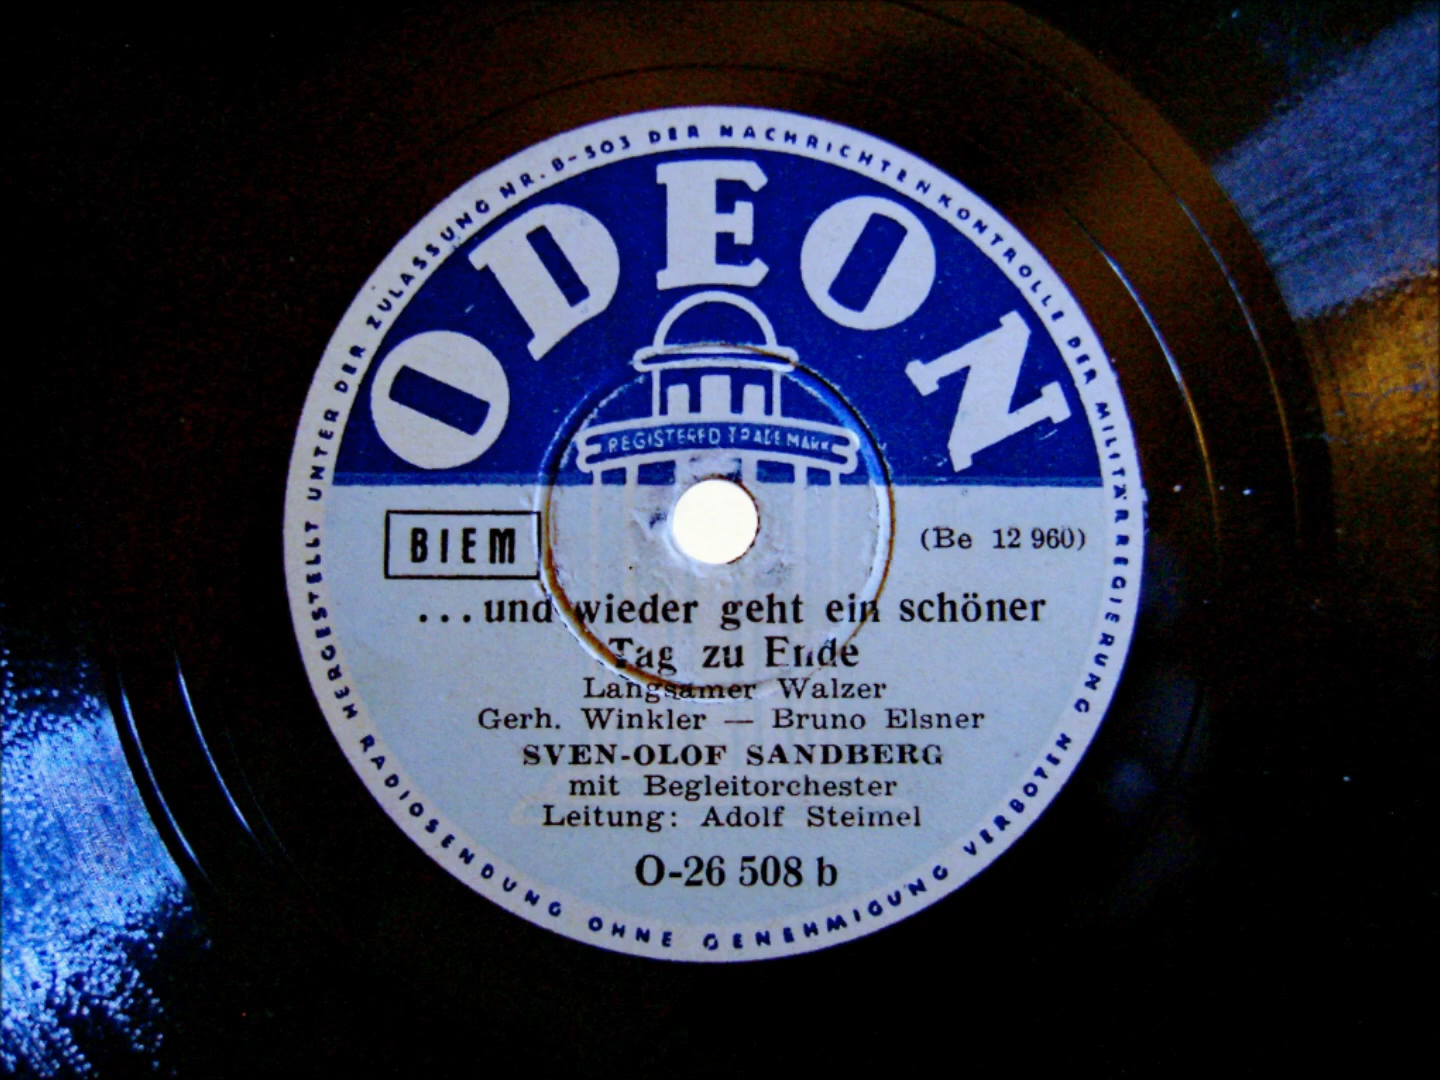 HERGESTELLT UNTER DER ZULASSUNG NR. B-503 DER NACHRICHTENKONTROLLE DER MILITÄRREGIERUNG
ODEON
REGISTERED TRADE MARK
BIEM
(Be 12 960)
...und wieder geht ein schöner
Tag zu Ende
Langsamer Walzer
Gerh. Winkler — Bruno Elsner
SVEN-OLOF SANDBERG
mit Begleitorchester
Leitung: Adolf Steimel
O-26 508 b
RADIOSENDUNG OHNE GENEHMIGUNG VERBOTEN